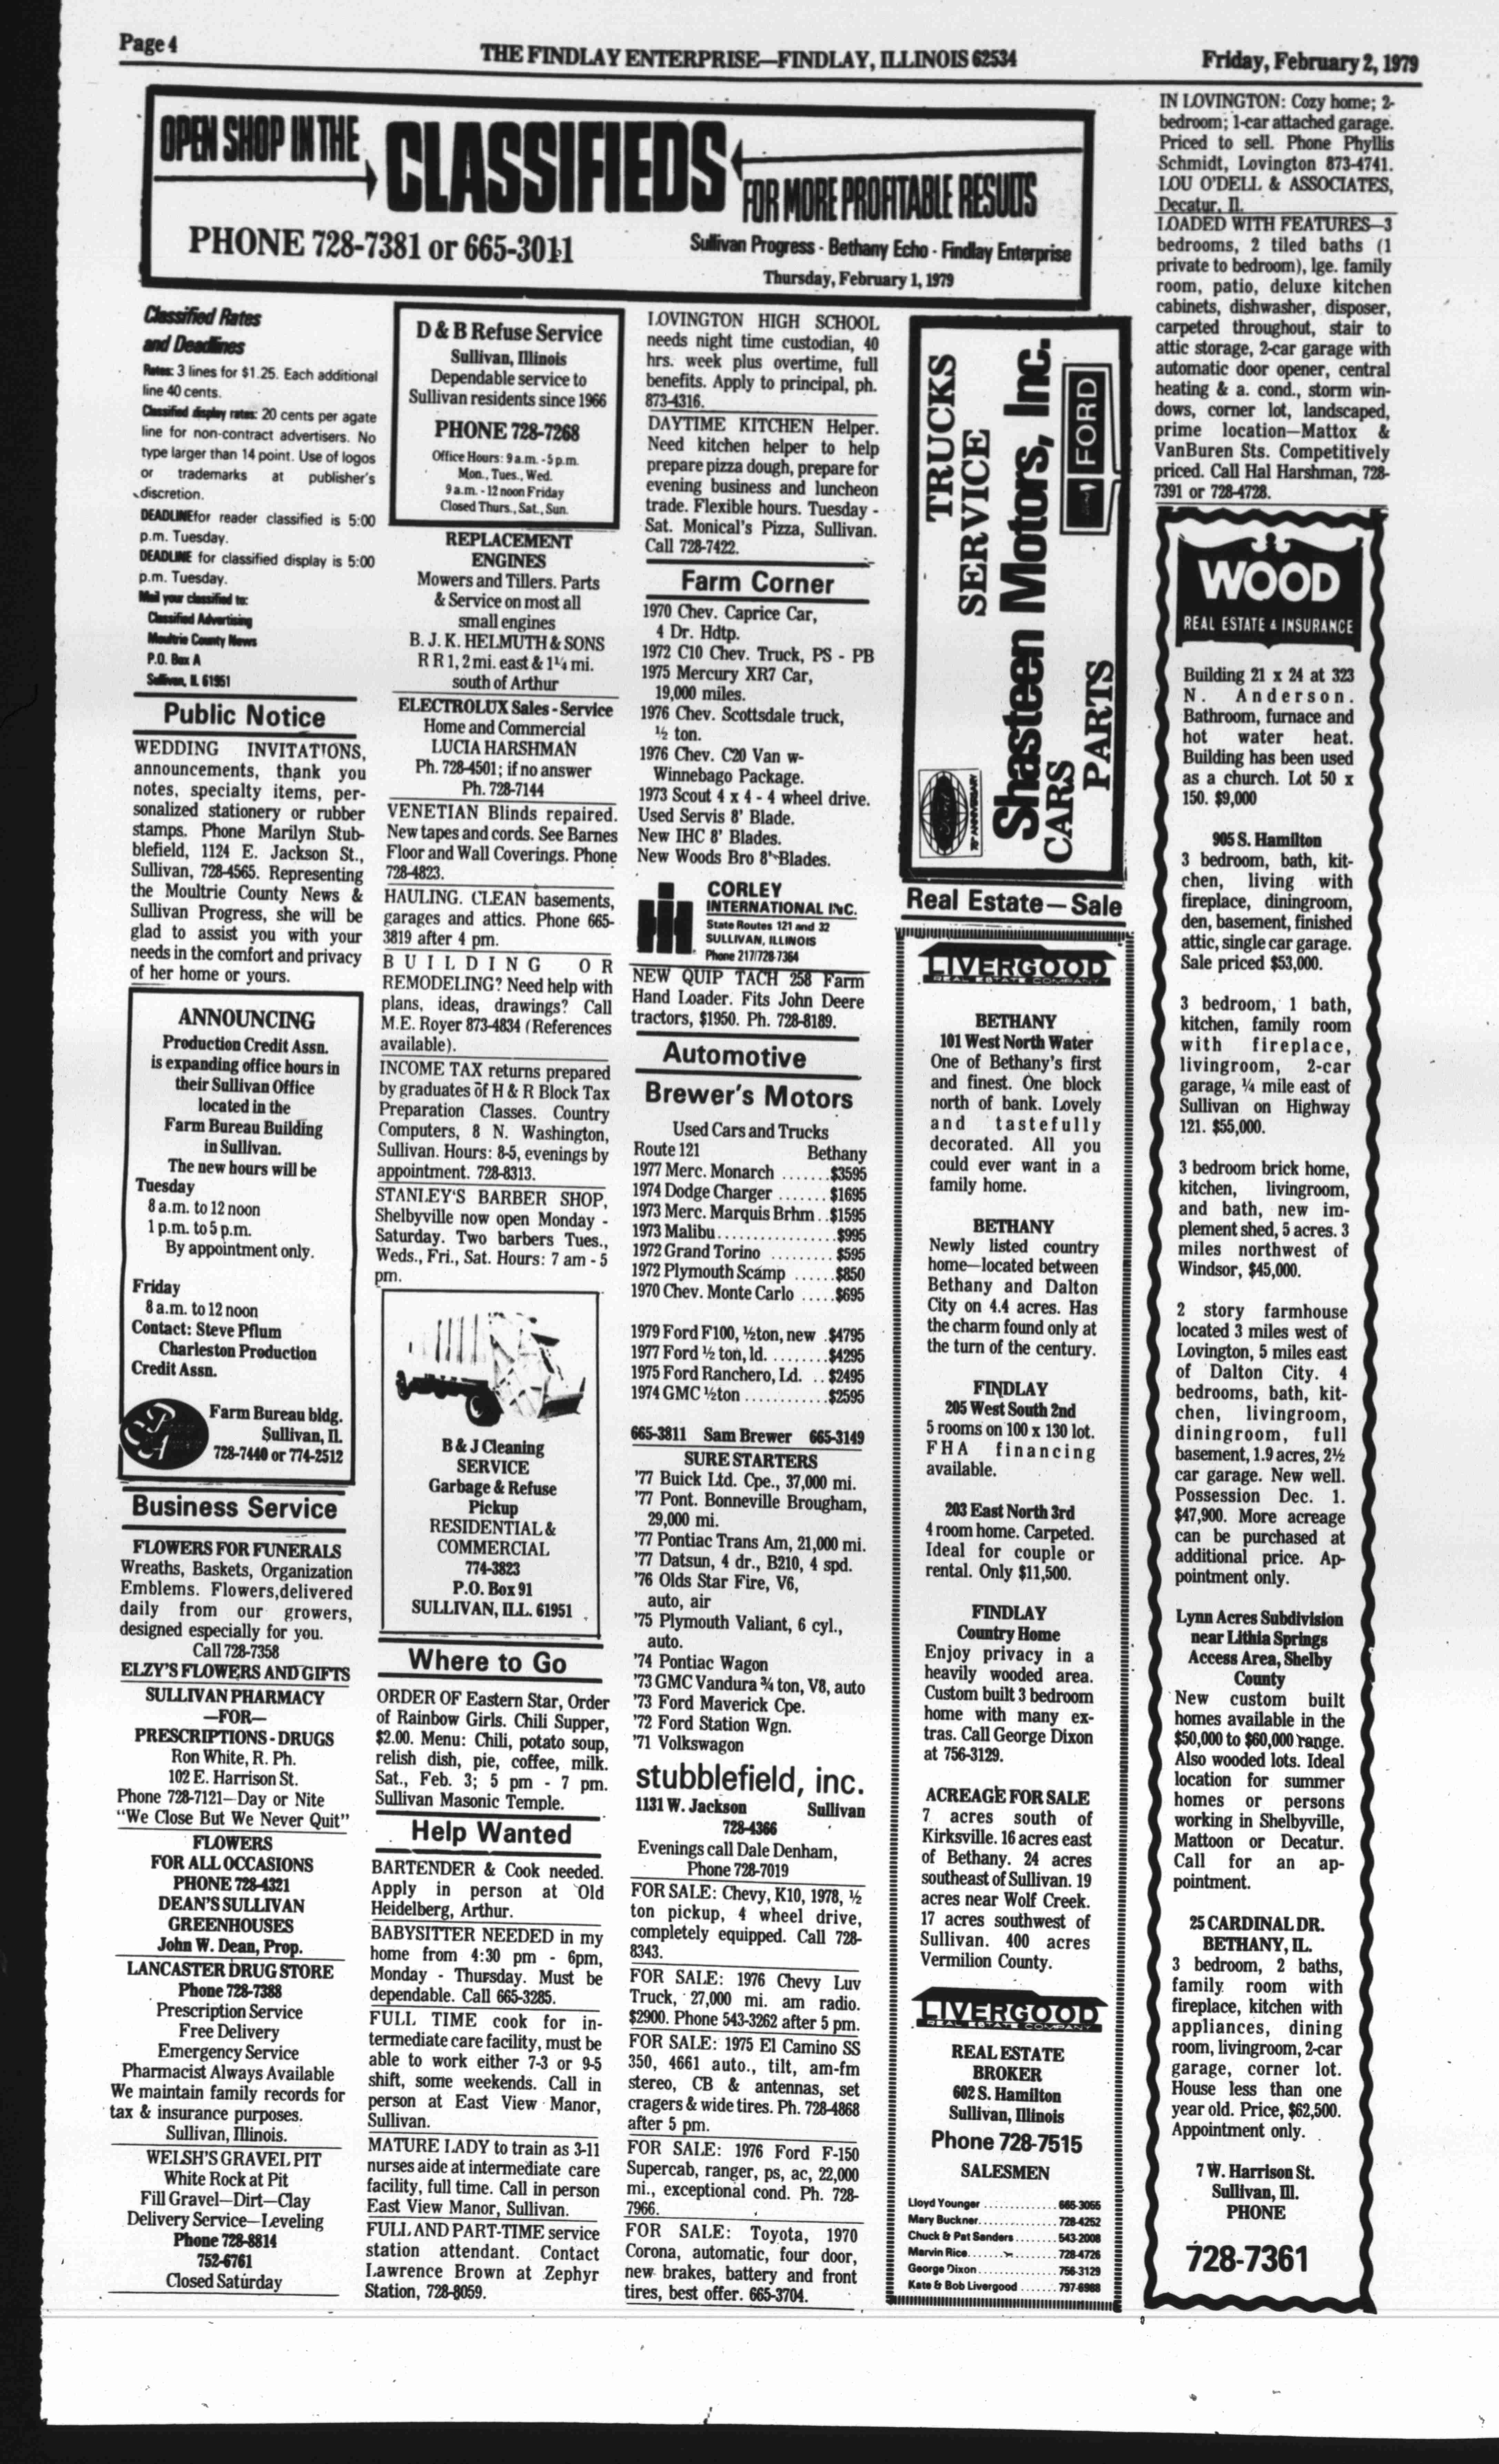 Page 4
THE FINDLAY ENTERPRISE—FINDLAY, ILLINOIS 62534
Friday, February 2, 1979
OPEN SHOP IN THE
CLASSIFIEDS
FOR MORE PROFITABLE RESULTS
PHONE 728-7381 or 665-3011
Sullivan Progress - Bethany Echo - Findlay Enterprise
Thursday, February 1, 1979
Classified Rates
and Deadlines
Rates: 3 lines for $1.25. Each additional
line 40 cents.
Classified display rates: 20 cents per agate
line for non-contract advertisers. No
type larger than 14 point. Use of logos
or trademarks at publisher's
discretion.
DEADLINE for reader classified is 5:00
p.m. Tuesday.
DEADLINE for classified display is 5:00
p.m. Tuesday.
Mail your classified to:
Classified Advertising
Moultrie County News
P.O. Box A
Sullivan, IL 61951
Public Notice
WEDDING INVITATIONS,
announcements, thank you
notes, specialty items, per-
sonalized stationery or rubber
stamps. Phone Marilyn Stub-
blefield, 1124 E. Jackson St.,
Sullivan, 728-4565. Representing
the Moultrie County News &
Sullivan Progress, she will be
glad to assist you with your
needs in the comfort and privacy
of her home or yours.
ANNOUNCING
Production Credit Assn.
is expanding office hours in
their Sullivan Office
located in the
Farm Bureau Building
in Sullivan.
The new hours will be
Tuesday
8 a.m. to 12 noon
1 p.m. to 5 p.m.
By appointment only.
Friday
8 a.m. to 12 noon
Contact: Steve Pflum
Charleston Production
Credit Assn.
PCA
Farm Bureau bldg.
Sullivan, Il.
728-7440 or 774-2512
Business Service
FLOWERS FOR FUNERALS
Wreaths, Baskets, Organization
Emblems. Flowers, delivered
daily from our growers,
designed especially for you.
Call 728-7358
ELZY'S FLOWERS AND GIFTS
SULLIVAN PHARMACY
—FOR—
PRESCRIPTIONS - DRUGS
Ron White, R. Ph.
102 E. Harrison St.
Phone 728-7121—Day or Nite
"We Close But We Never Quit"
FLOWERS
FOR ALL OCCASIONS
PHONE 728-4321
DEAN'S SULLIVAN
GREENHOUSES
John W. Dean, Prop.
LANCASTER DRUG STORE
Phone 728-7388
Prescription Service
Free Delivery
Emergency Service
Pharmacist Always Available
We maintain family records for
tax & insurance purposes.
Sullivan, Illinois.
WELSH'S GRAVEL PIT
White Rock at Pit
Fill Gravel—Dirt—Clay
Delivery Service—Leveling
Phone 728-8814
752-6761
Closed Saturday
D & B Refuse Service
Sullivan, Illinois
Dependable service to
Sullivan residents since 1966
PHONE 728-7268
Office Hours: 9 a.m. - 5 p.m.
Mon., Tues., Wed.
9 a.m. - 12 noon Friday
Closed Thurs., Sat., Sun.
REPLACEMENT
ENGINES
Mowers and Tillers. Parts
& Service on most all
small engines
B. J. K. HELMUTH & SONS
R R 1, 2 mi. east & 1¼ mi.
south of Arthur
ELECTROLUX Sales - Service
Home and Commercial
LUCIA HARSHMAN
Ph. 728-4501; if no answer
Ph. 728-7144
VENETIAN Blinds repaired.
New tapes and cords. See Barnes
Floor and Wall Coverings. Phone
728-4823.
HAULING. CLEAN basements,
garages and attics. Phone 665-
3819 after 4 pm.
BUILDING OR
REMODELING? Need help with
plans, ideas, drawings? Call
M.E. Royer 873-4834 (References
available).
INCOME TAX returns prepared
by graduates of H & R Block Tax
Preparation Classes. Country
Computers, 8 N. Washington,
Sullivan. Hours: 8-5, evenings by
appointment. 728-8313.
STANLEY'S BARBER SHOP,
Shelbyville now open Monday -
Saturday. Two barbers Tues.,
Weds., Fri., Sat. Hours: 7 am - 5
pm.
B & J Cleaning
SERVICE
Garbage & Refuse
Pickup
RESIDENTIAL &
COMMERCIAL
774-3823
P.O. Box 91
SULLIVAN, ILL. 61951
Where to Go
ORDER OF Eastern Star, Order
of Rainbow Girls. Chili Supper,
$2.00. Menu: Chili, potato soup,
relish dish, pie, coffee, milk.
Sat., Feb. 3; 5 pm - 7 pm.
Sullivan Masonic Temple.
Help Wanted
BARTENDER & Cook needed.
Apply in person at Old
Heidelberg, Arthur.
BABYSITTER NEEDED in my
home from 4:30 pm - 6pm,
Monday - Thursday. Must be
dependable. Call 665-3285.
FULL TIME cook for in-
termediate care facility, must be
able to work either 7-3 or 9-5
shift, some weekends. Call in
person at East View Manor,
Sullivan.
MATURE LADY to train as 3-11
nurses aide at intermediate care
facility, full time. Call in person
East View Manor, Sullivan.
FULL AND PART-TIME service
station attendant. Contact
Lawrence Brown at Zephyr
Station, 728-8059.
LOVINGTON HIGH SCHOOL
needs night time custodian, 40
hrs. week plus overtime, full
benefits. Apply to principal, ph.
873-4316.
DAYTIME KITCHEN Helper.
Need kitchen helper to help
prepare pizza dough, prepare for
evening business and luncheon
trade. Flexible hours. Tuesday -
Sat. Monical's Pizza, Sullivan.
Call 728-7422.
Farm Corner
1970 Chev. Caprice Car,
4 Dr. Hdtp.
1972 C10 Chev. Truck, PS - PB
1975 Mercury XR7 Car,
19,000 miles.
1976 Chev. Scottsdale truck,
½ ton.
1976 Chev. C20 Van w-
Winnebago Package.
1973 Scout 4 x 4 - 4 wheel drive.
Used Servis 8' Blade.
New IHC 8' Blades.
New Woods Bro 8' Blades.
CORLEY
INTERNATIONAL INC.
State Routes 121 and 32
SULLIVAN, ILLINOIS
Phone 217/728-7364
NEW QUIP TACH 258 Farm
Hand Loader. Fits John Deere
tractors, $1950. Ph. 728-8189.
Automotive
Brewer's Motors
Used Cars and Trucks
Route 121 Bethany
1977 Merc. Monarch .......$3595
1974 Dodge Charger .......$1695
1973 Merc. Marquis Brhm ..$1595
1973 Malibu.................$995
1972 Grand Torino .........$595
1972 Plymouth Scamp ......$850
1970 Chev. Monte Carlo .....$695
1979 Ford F100, ½ton, new .$4795
1977 Ford ½ ton, ld. ........$4295
1975 Ford Ranchero, Ld. ..$2495
1974 GMC ½ton ............$2595
665-3811 Sam Brewer 665-3149
SURE STARTERS
'77 Buick Ltd. Cpe., 37,000 mi.
'77 Pont. Bonneville Brougham,
29,000 mi.
'77 Pontiac Trans Am, 21,000 mi.
'77 Datsun, 4 dr., B210, 4 spd.
'76 Olds Star Fire, V6,
auto, air
'75 Plymouth Valiant, 6 cyl.,
auto.
'74 Pontiac Wagon
'73 GMC Vandura ¾ ton, V8, auto
'73 Ford Maverick Cpe.
'72 Ford Station Wgn.
'71 Volkswagon
stubblefield, inc.
1131 W. Jackson Sullivan
728-4366
Evenings call Dale Denham,
Phone 728-7019
FOR SALE: Chevy, K10, 1978, ½
ton pickup, 4 wheel drive,
completely equipped. Call 728-
8343.
FOR SALE: 1976 Chevy Luv
Truck, 27,000 mi. am radio.
$2900. Phone 543-3262 after 5 pm.
FOR SALE: 1975 El Camino SS
350, 4661 auto., tilt, am-fm
stereo, CB & antennas, set
cragers & wide tires. Ph. 728-4868
after 5 pm.
FOR SALE: 1976 Ford F-150
Supercab, ranger, ps, ac, 22,000
mi., exceptional cond. Ph. 728-
7966.
FOR SALE: Toyota, 1970
Corona, automatic, four door,
new brakes, battery and front
tires, best offer. 665-3704.
TRUCKS
SERVICE
Shasteen Motors, Inc.
FORD
CARS
PARTS
75th ANNIVERSARY
Real Estate—Sale
LIVERGOOD
REAL ESTATE COMPANY
BETHANY
101 West North Water
One of Bethany's first
and finest. One block
north of bank. Lovely
and tastefully
decorated. All you
could ever want in a
family home.
BETHANY
Newly listed country
home—located between
Bethany and Dalton
City on 4.4 acres. Has
the charm found only at
the turn of the century.
FINDLAY
205 West South 2nd
5 rooms on 100 x 130 lot.
FHA financing
available.
203 East North 3rd
4 room home. Carpeted.
Ideal for couple or
rental. Only $11,500.
FINDLAY
Country Home
Enjoy privacy in a
heavily wooded area.
Custom built 3 bedroom
home with many ex-
tras. Call George Dixon
at 756-3129.
ACREAGE FOR SALE
7 acres south of
Kirksville. 16 acres east
of Bethany. 24 acres
southeast of Sullivan. 19
acres near Wolf Creek.
17 acres southwest of
Sullivan. 400 acres
Vermilion County.
LIVERGOOD
REAL ESTATE COMPANY
REAL ESTATE
BROKER
602 S. Hamilton
Sullivan, Illinois
Phone 728-7515
SALESMEN
Lloyd Younger .............665-3055
Mary Buckner..............728-4252
Chuck & Pat Sanders .......543-2008
Marvin Rice................728-4726
George Dixon..............756-3129
Kate & Bob Livergood ......797-6988
IN LOVINGTON: Cozy home; 2-
bedroom; 1-car attached garage.
Priced to sell. Phone Phyllis
Schmidt, Lovington 873-4741.
LOU O'DELL & ASSOCIATES,
Decatur, Il.
LOADED WITH FEATURES—3
bedrooms, 2 tiled baths (1
private to bedroom), lge. family
room, patio, deluxe kitchen
cabinets, dishwasher, disposer,
carpeted throughout, stair to
attic storage, 2-car garage with
automatic door opener, central
heating & a. cond., storm win-
dows, corner lot, landscaped,
prime location—Mattox &
VanBuren Sts. Competitively
priced. Call Hal Harshman, 728-
7391 or 728-4728.
WOOD
REAL ESTATE & INSURANCE
Building 21 x 24 at 323
N. Anderson.
Bathroom, furnace and
hot water heat.
Building has been used
as a church. Lot 50 x
150. $9,000
905 S. Hamilton
3 bedroom, bath, kit-
chen, living with
fireplace, diningroom,
den, basement, finished
attic, single car garage.
Sale priced $53,000.
3 bedroom, 1 bath,
kitchen, family room
with fireplace,
livingroom, 2-car
garage, ¼ mile east of
Sullivan on Highway
121. $55,000.
3 bedroom brick home,
kitchen, livingroom,
and bath, new im-
plement shed, 5 acres. 3
miles northwest of
Windsor, $45,000.
2 story farmhouse
located 3 miles west of
Lovington, 5 miles east
of Dalton City. 4
bedrooms, bath, kit-
chen, livingroom,
diningroom, full
basement, 1.9 acres, 2½
car garage. New well.
Possession Dec. 1.
$47,900. More acreage
can be purchased at
additional price. Ap-
pointment only.
Lynn Acres Subdivision
near Lithia Springs
Access Area, Shelby
County
New custom built
homes available in the
$50,000 to $60,000 range.
Also wooded lots. Ideal
location for summer
homes or persons
working in Shelbyville,
Mattoon or Decatur.
Call for an ap-
pointment.
25 CARDINAL DR.
BETHANY, IL.
3 bedroom, 2 baths,
family room with
fireplace, kitchen with
appliances, dining
room, livingroom, 2-car
garage, corner lot.
House less than one
year old. Price, $62,500.
Appointment only.
7 W. Harrison St.
Sullivan, Ill.
PHONE
728-7361